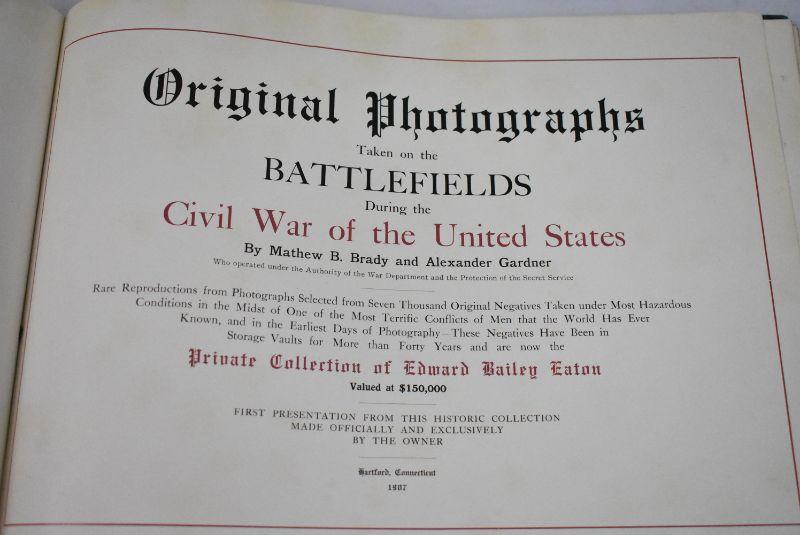 Original Photographs
Taken on the
BATTLEFIELDS
During the
Civil War of the United States
By Mathew B. Brady and Alexander Gardner
Who operated under the Authority of the War Department and the Protection of the Secret Service
Rare Reproductions from Photographs Selected from Seven Thousand Original Negatives Taken under Most Hazardous
Conditions in the Midst of One of the Most Terrific Conflicts of Men that the World Has Ever
Known, and in the Earliest Days of Photography—These Negatives Have Been in
Storage Vaults for More than Forty Years and are now the
Private Collection of Edward Bailey Eaton
Valued at $150,000
FIRST PRESENTATION FROM THIS HISTORIC COLLECTION
MADE OFFICIALLY AND EXCLUSIVELY
BY THE OWNER
Hartford, Connecticut
1907